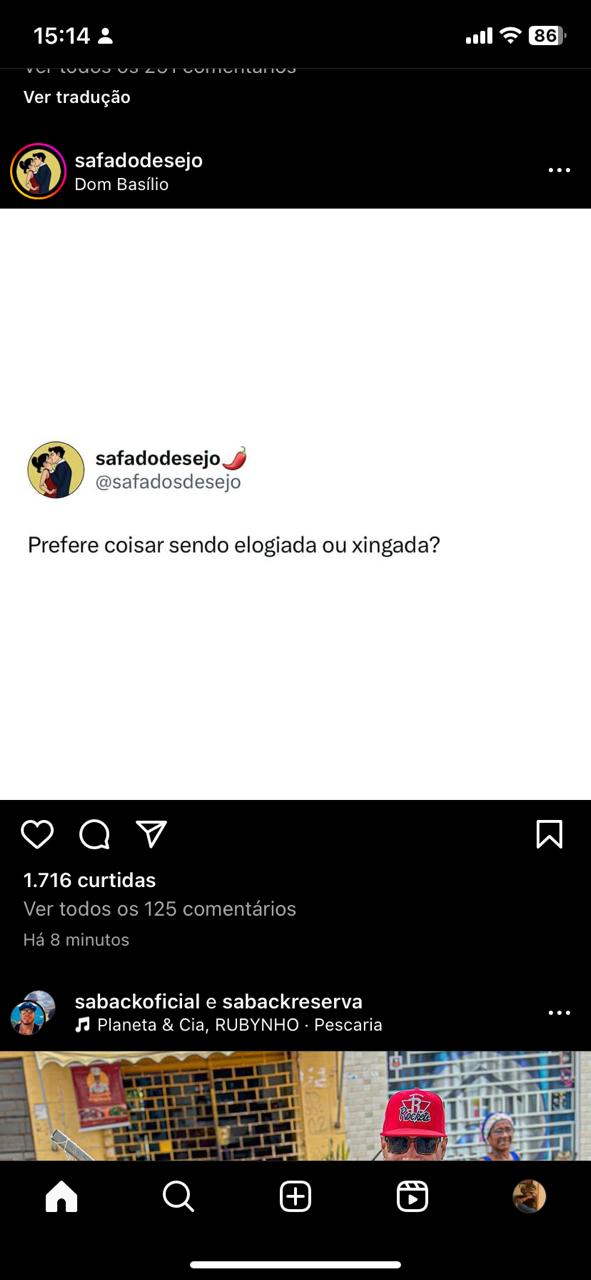 15:14
86
Ver todos os 251 comentários
Ver tradução
safadodesejo
Dom Basílio
safadodesejo🌶️
@safadosdesejo
Prefere coisar sendo elogiada ou xingada?
1.716 curtidas
Ver todos os 125 comentários
Há 8 minutos
sabackoficial e sabackreserva
Planeta & Cia, RUBYNHO · Pescaria